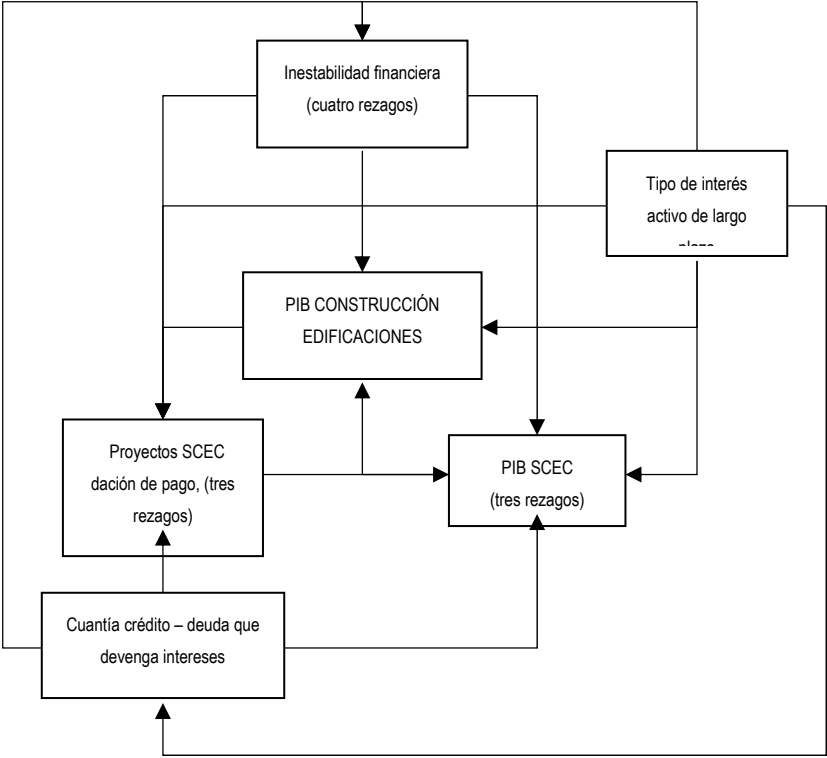 Inestabilidad financiera
(cuatro rezagos)
Tipo de interés
activo de largo
PIB CONSTRUCCIÓN
EDIFICACIONES
Proyectos SCEC
dación de pago, (tres
rezagos)
PIB SCEC
(tres rezagos)
Cuantía crédito – deuda que
devenga intereses